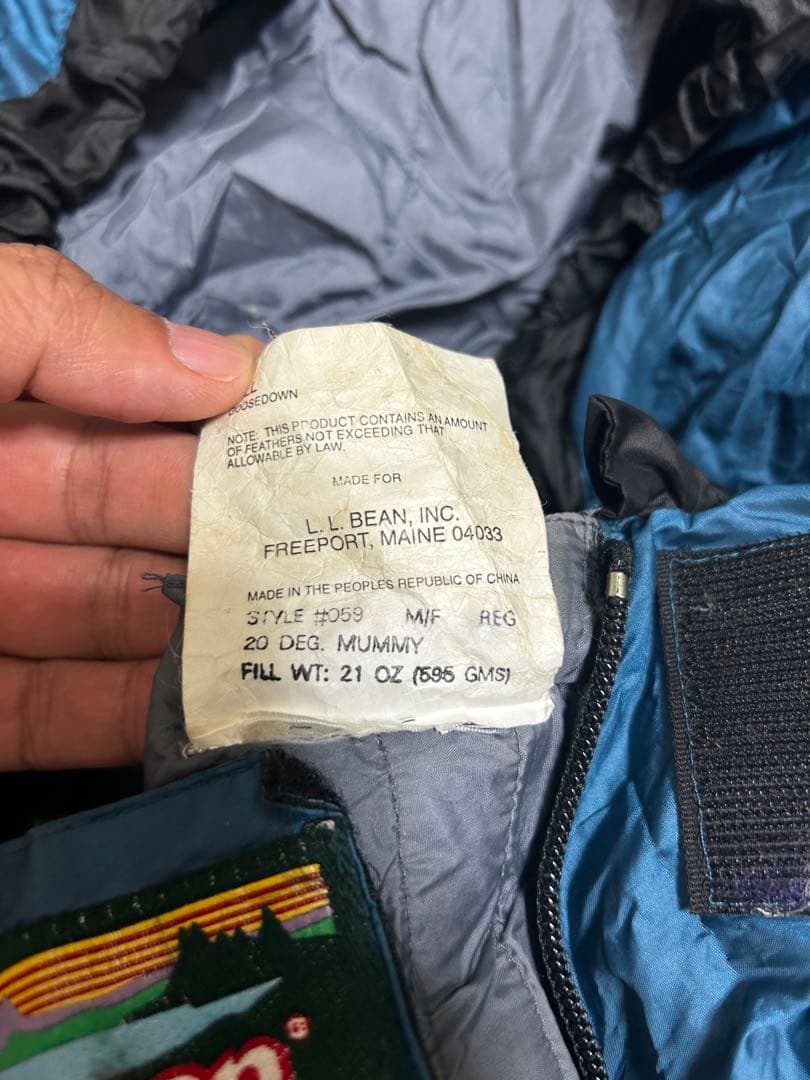 GOOSEDOWN
NOTE: THIS PRODUCT CONTAINS AN AMOUNT
OF FEATHERS NOT EXCEEDING THAT
ALLOWABLE BY LAW.
MADE FOR
L. L. BEAN, INC.
FREEPORT, MAINE 04033
MADE IN THE PEOPLES REPUBLIC OF CHINA
STYLE #059 M/F REG
20 DEG. MUMMY
FILL WT: 21 OZ (595 GMS)
®